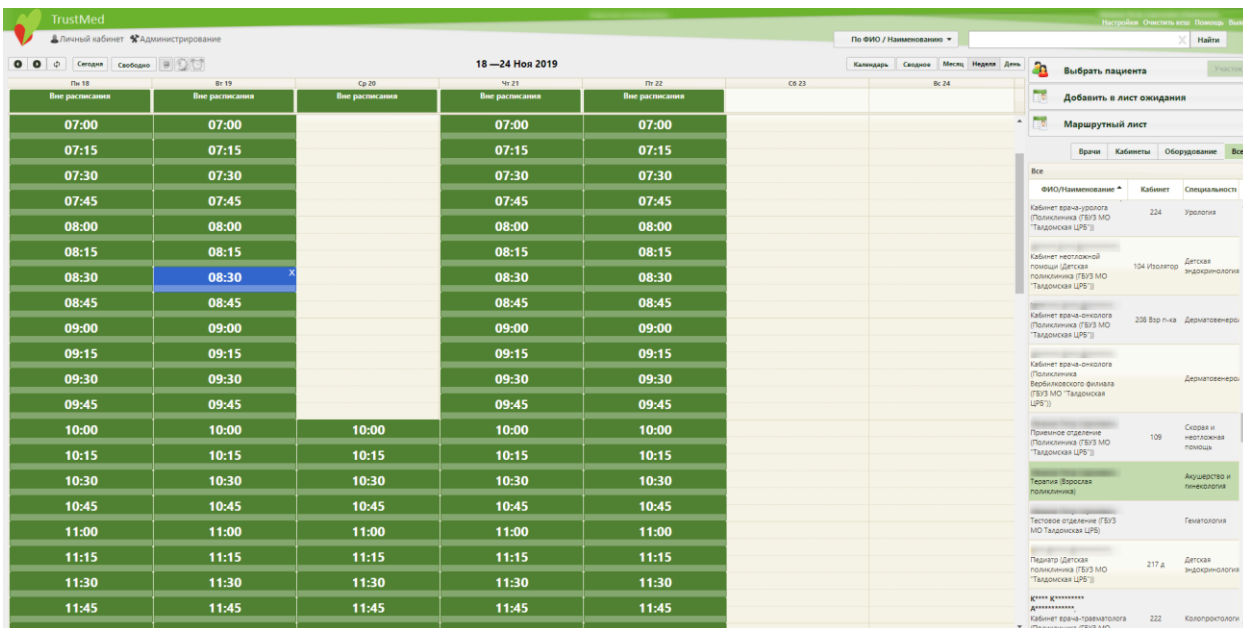 TrustMed
Настройки Очистить кеш Помощь
Личный кабинет Администрирование
По ФИО / Наименованию
Найти
Сегодня Свободно
18 —24 Ноя 2019
Календарь Сводное Месяц Неделя День
Выбрать пациента
Участок
Добавить в лист ожидания
Маршрутный лист
Врачи Кабинеты Оборудование Все
Пн 18 Вт 19 Ср 20 Чт 21 Пт 22 Сб 23 Вс 24
Вне расписания Вне расписания Вне расписания Вне расписания Вне расписания
07:00 07:00 07:00 07:00
07:15 07:15 07:15 07:15
07:30 07:30 07:30 07:30
07:45 07:45 07:45 07:45
08:00 08:00 08:00 08:00
08:15 08:15 08:15 08:15
08:30 08:30 X 08:30 08:30
08:45 08:45 08:45 08:45
09:00 09:00 09:00 09:00
09:15 09:15 09:15 09:15
09:30 09:30 09:30 09:30
09:45 09:45 09:45 09:45
10:00 10:00 10:00 10:00 10:00
10:15 10:15 10:15 10:15 10:15
10:30 10:30 10:30 10:30 10:30
10:45 10:45 10:45 10:45 10:45
11:00 11:00 11:00 11:00 11:00
11:15 11:15 11:15 11:15 11:15
11:30 11:30 11:30 11:30 11:30
11:45 11:45 11:45 11:45 11:45
Все
ФИО/Наименование Кабинет Специальность
Кабинет врача-уролога
(Поликлиника (ГБУЗ МО
"Талдомская ЦРБ"))
224
Урология
Кабинет неотложной
помощи (Детская
поликлиника (ГБУЗ МО
"Талдомская ЦРБ"))
104 Изолятор
Детская
эндокринология
Кабинет врача-онколога
(Поликлиника (ГБУЗ МО
"Талдомская ЦРБ"))
208 Взр п-ка
Дерматовенеро
Кабинет врача-онколога
(Поликлиника
Вербилковского филиала
(ГБУЗ МО "Талдомская
ЦРБ"))
Дерматовенеро
Приемное отделение
(Поликлиника (ГБУЗ МО
"Талдомская ЦРБ"))
109
Скорая и
неотложная
помощь
Терапия (Взрослая
поликлиника)
Акушерство и
гинекология
Тестовое отделение (ГБУЗ
МО Талдомская ЦРБ)
Гематология
Педиатр (Детская
поликлиника (ГБУЗ МО
"Талдомская ЦРБ"))
217 д
Детская
эндокринология
К**** К*********
А************,
Кабинет врача-травматолога
222
Колопроктологи
(Поликлиника (ГБУЗ МО